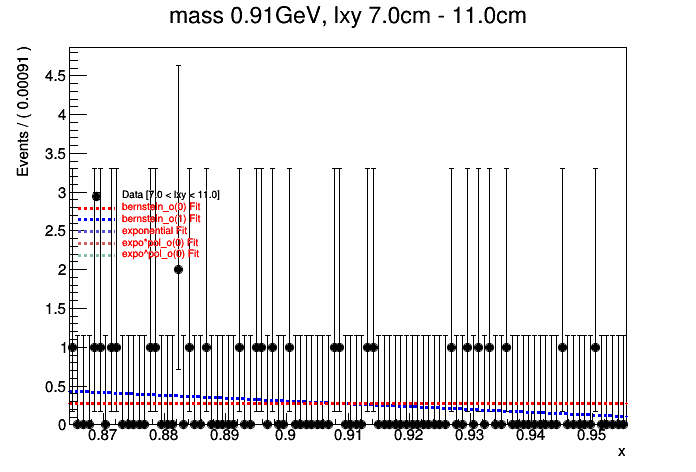 mass 0.91GeV, lxy 7.0cm - 11.0cm
Events / ( 0.00091 )
4.5
4
3.5
3
2.5
2
1.5
1
0.5
0
Data [7.0 < lxy < 11.0]
bernstein_o(0) Fit
bernstein_o(1) Fit
exponential Fit
expo*pol_o(0) Fit
expo^pol_o(0) Fit
0.87 0.88 0.89 0.9 0.91 0.92 0.93 0.94 0.95
x